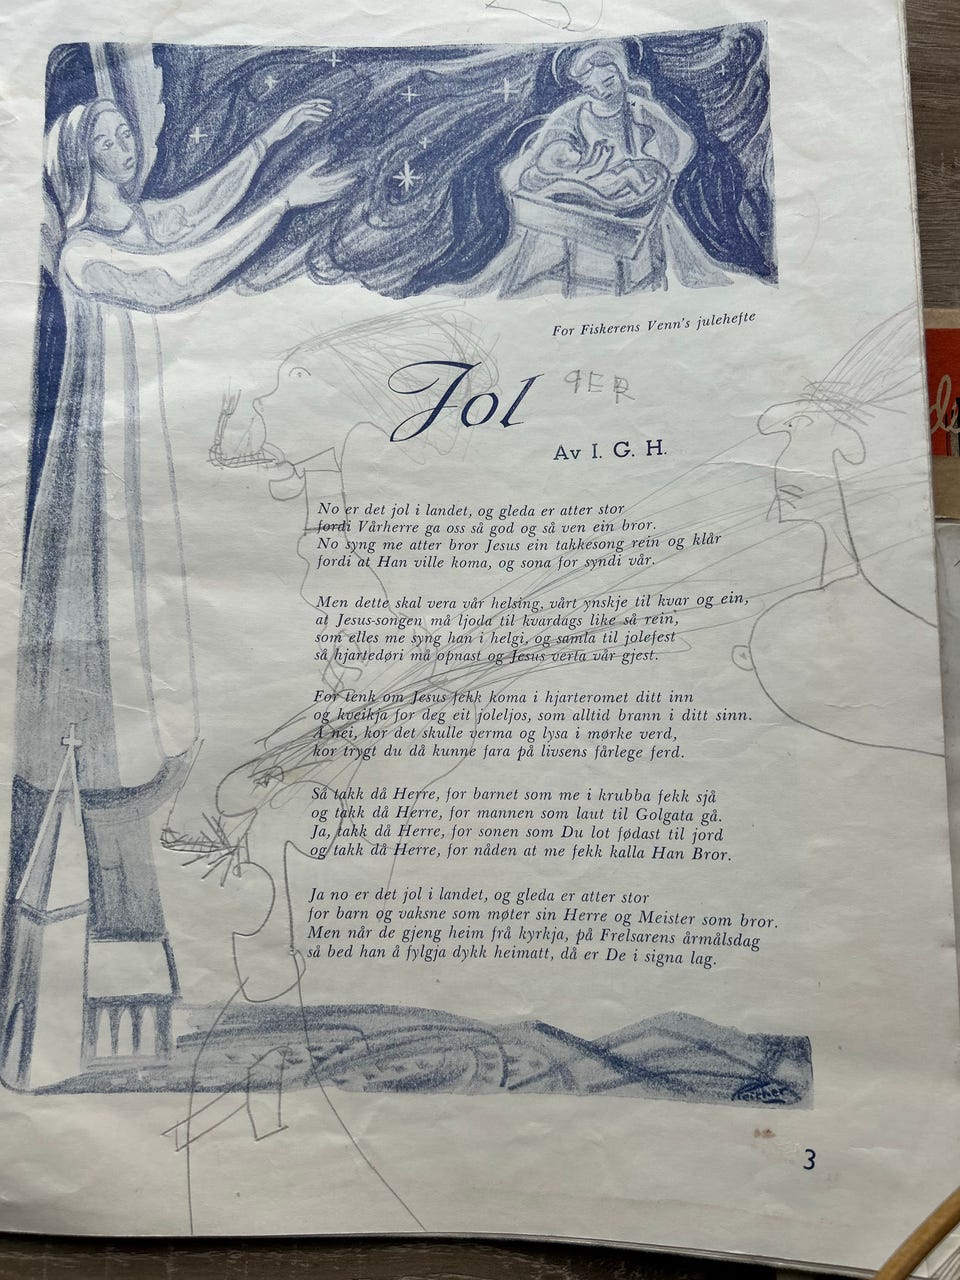 For Fiskerens Venn's julehefte
Jol
PER
Av I. G. H.
No er det jol i landet, og gleda er atter stor
fordi Vårherre ga oss så god og så ven ein bror.
No syng me atter bror Jesus ein takkesong rein og klår
fordi at Han ville koma, og sona for syndi vår.
Men dette skal vera vår helsing, vårt ynskje til kvar og ein,
at Jesus-songen må ljoda til kvardags like så rein,
som elles me syng han i helgi, og samla til jolefest
så hjartedøri må opnast og Jesus verta vår gjest.
For tenk om Jesus fekk koma i hjarteromet ditt inn
og kveikja for deg eit joleljos, som alltid brann i ditt sinn.
Å nei, kor det skulle verma og lysa i mørke verd,
kor trygt du då kunne fara på livsens fårlege ferd.
Så takk då Herre, for barnet som me i krubba fekk sjå
og takk då Herre, for mannen som laut til Golgata gå.
Ja, takk då Herre, for sonen som Du lot fødast til jord
og takk då Herre, for nåden at me fekk kalla Han Bror.
Ja no er det jol i landet, og gleda er atter stor
for barn og vaksne som møter sin Herre og Meister som bror.
Men når de gjeng heim frå kyrkja, på Frelsarens årmålsdag
så bed han å fylgja dykk heimatt, då er De i signa lag.
3